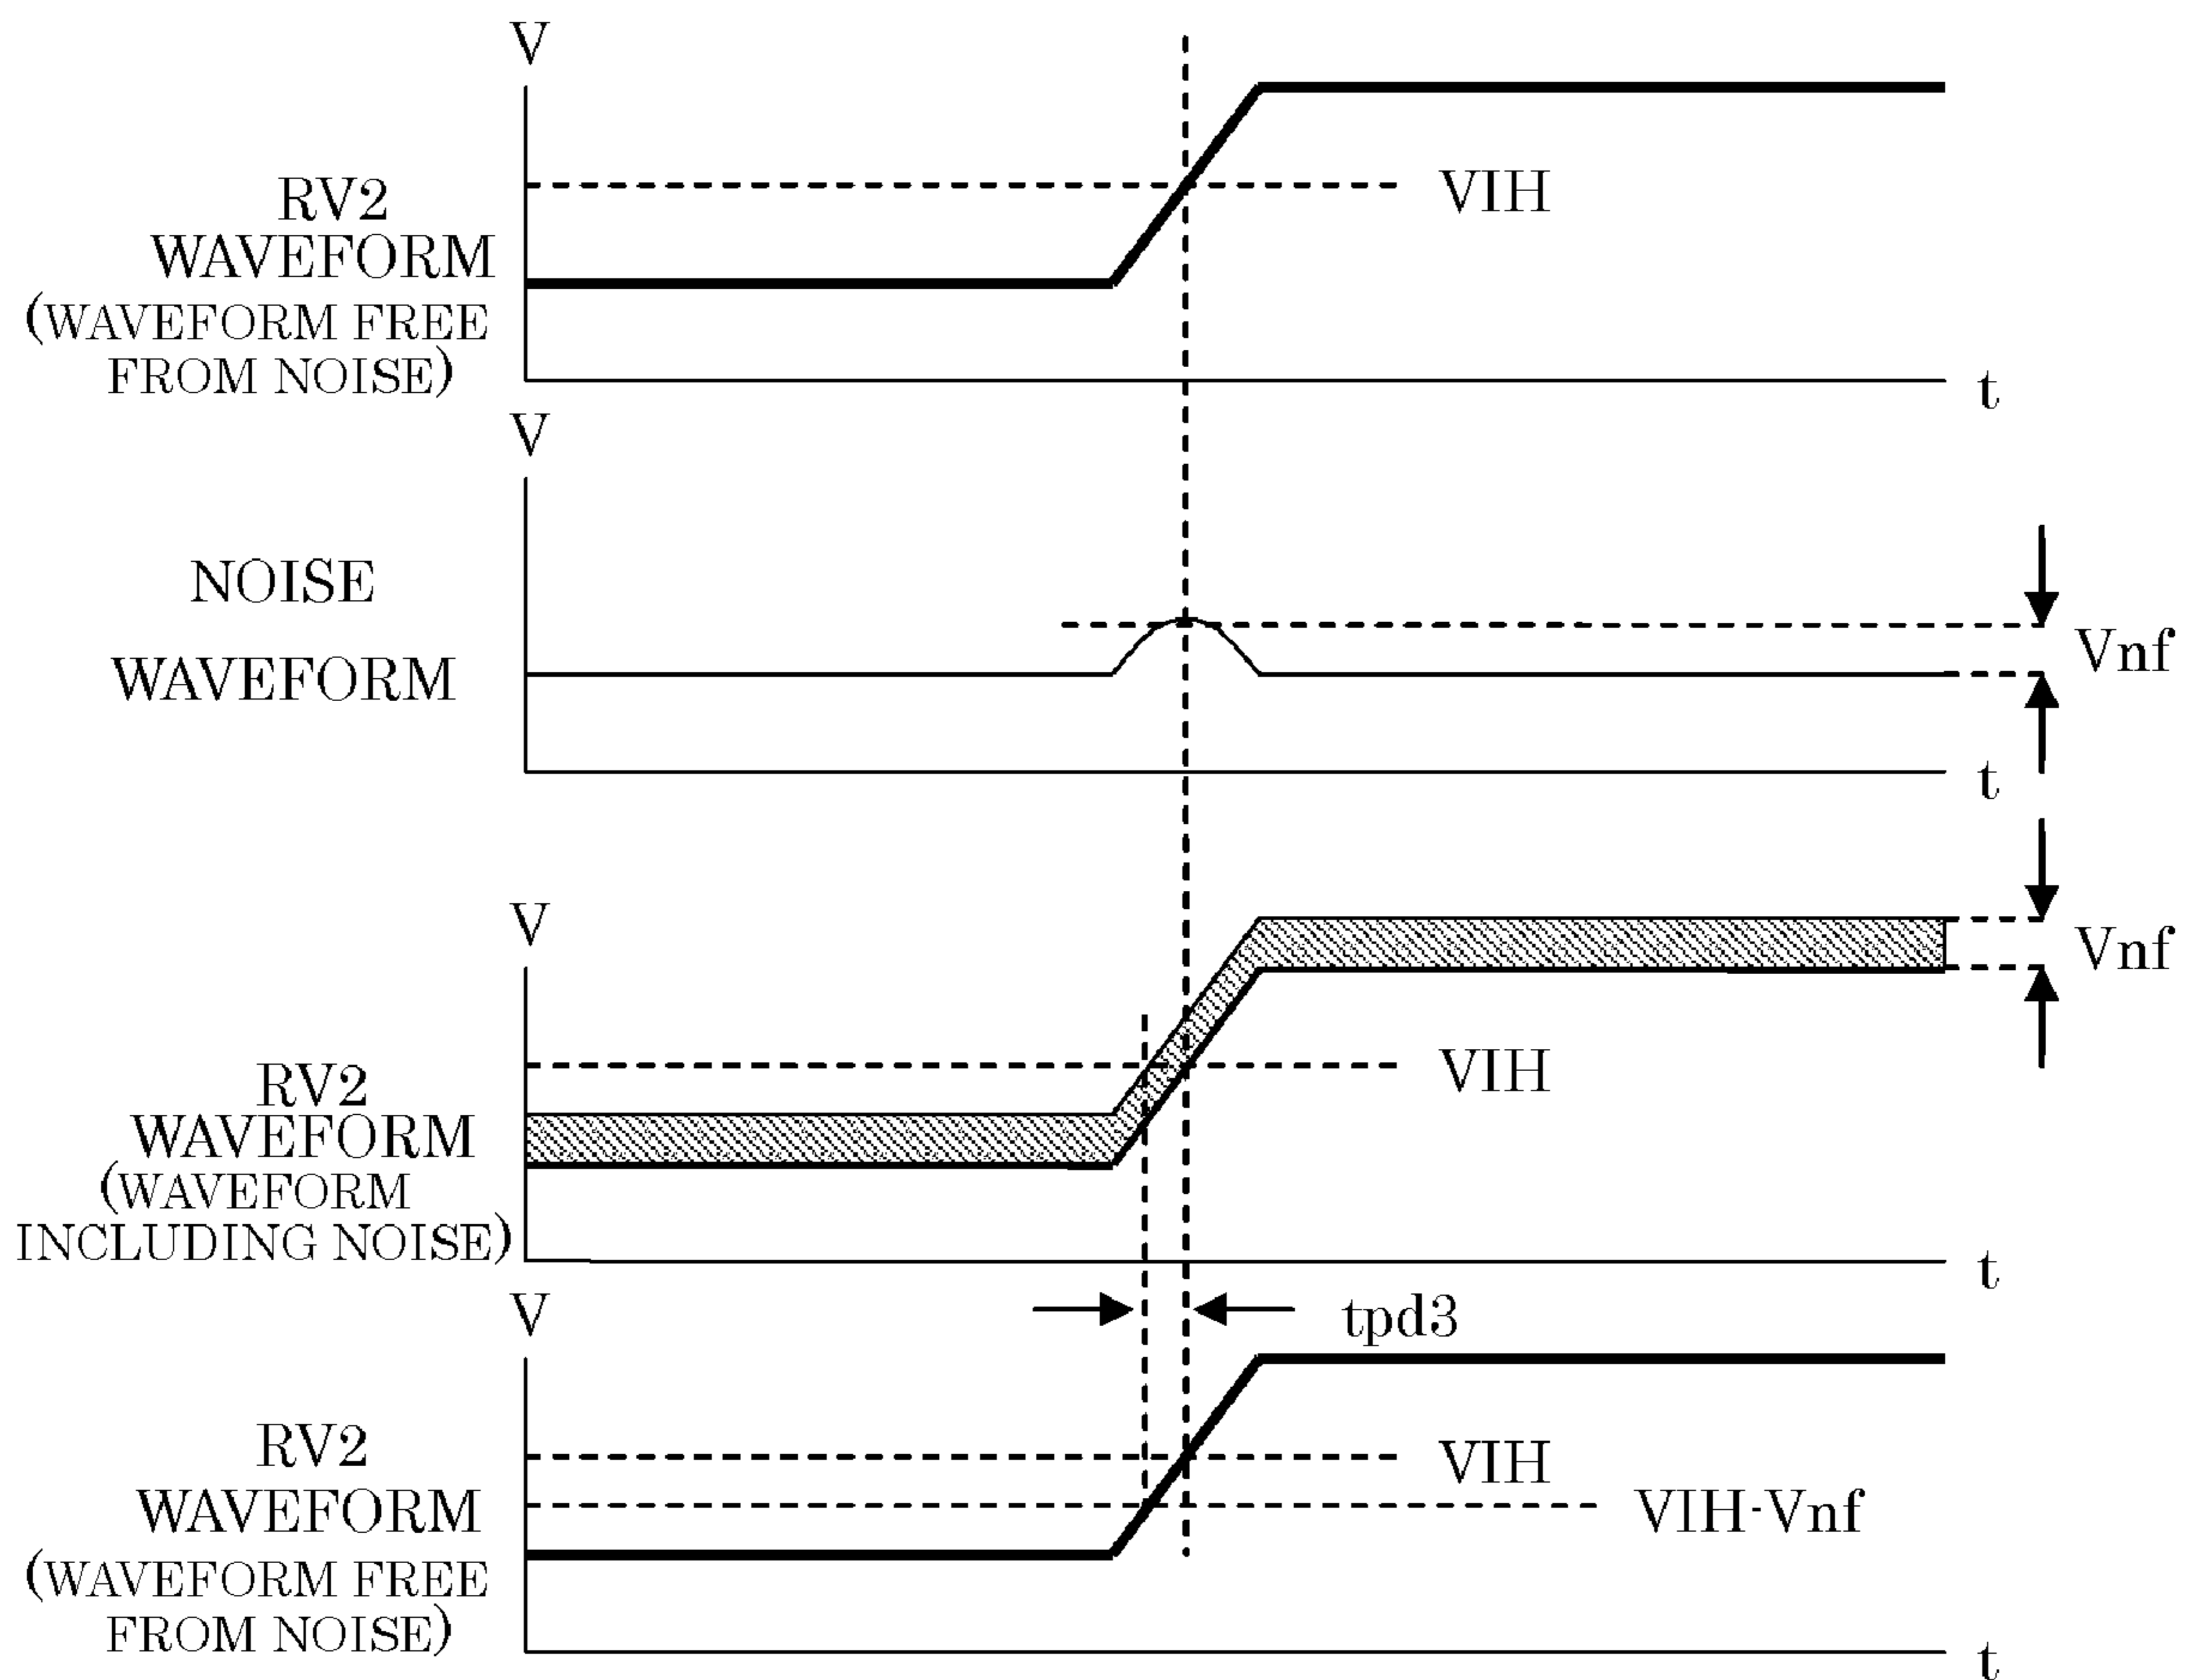 V
RV2
WAVEFORM
(WAVEFORM FREE
FROM NOISE)
VIH
t
V
NOISE
WAVEFORM
Vnf
t
V
Vnf
RV2
WAVEFORM
(WAVEFORM
INCLUDING NOISE)
VIH
t
V
tpd3
RV2
WAVEFORM
(WAVEFORM FREE
FROM NOISE)
VIH
VIH-Vnf
t